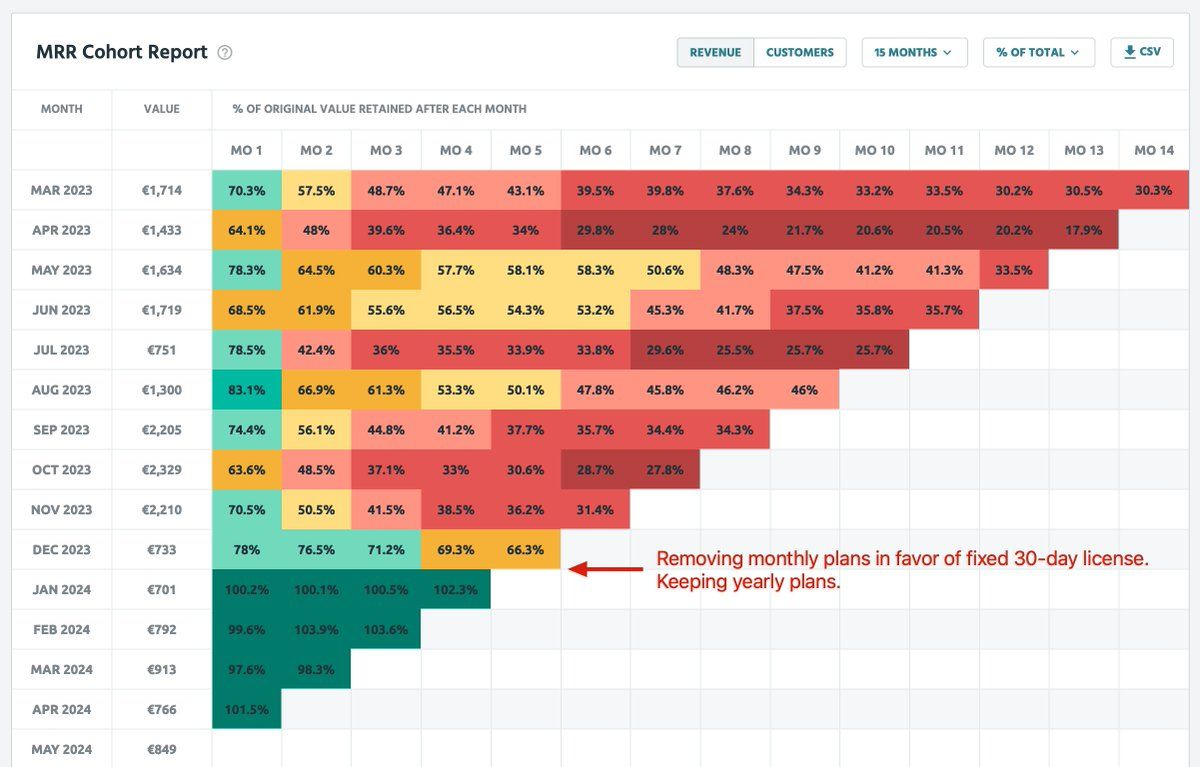 MRR Cohort Report ?
REVENUE CUSTOMERS 15 MONTHS % OF TOTAL CSV
MONTH VALUE % OF ORIGINAL VALUE RETAINED AFTER EACH MONTH
MO 1 MO 2 MO 3 MO 4 MO 5 MO 6 MO 7 MO 8 MO 9 MO 10 MO 11 MO 12 MO 13 MO 14
MAR 2023 €1,714 70.3% 57.5% 48.7% 47.1% 43.1% 39.5% 39.8% 37.6% 34.3% 33.2% 33.5% 30.2% 30.5% 30.3%
APR 2023 €1,433 64.1% 48% 39.6% 36.4% 34% 29.8% 28% 24% 21.7% 20.6% 20.5% 20.2% 17.9%
MAY 2023 €1,634 78.3% 64.5% 60.3% 57.7% 58.1% 58.3% 50.6% 48.3% 47.5% 41.2% 41.3% 33.5%
JUN 2023 €1,719 68.5% 61.9% 55.6% 56.5% 54.3% 53.2% 45.3% 41.7% 37.5% 35.8% 35.7%
JUL 2023 €751 78.5% 42.4% 36% 35.5% 33.9% 33.8% 29.6% 25.5% 25.7% 25.7%
AUG 2023 €1,300 83.1% 66.9% 61.3% 53.3% 50.1% 47.8% 45.8% 46.2% 46%
SEP 2023 €2,205 74.4% 56.1% 44.8% 41.2% 37.7% 35.7% 34.4% 34.3%
OCT 2023 €2,329 63.6% 48.5% 37.1% 33% 30.6% 28.7% 27.8%
NOV 2023 €2,210 70.5% 50.5% 41.5% 38.5% 36.2% 31.4%
DEC 2023 €733 78% 76.5% 71.2% 69.3% 66.3%
Removing monthly plans in favor of fixed 30-day license.
Keeping yearly plans.
JAN 2024 €701 100.2% 100.1% 100.5% 102.3%
FEB 2024 €792 99.6% 103.9% 103.6%
MAR 2024 €913 97.6% 98.3%
APR 2024 €766 101.5%
MAY 2024 €849